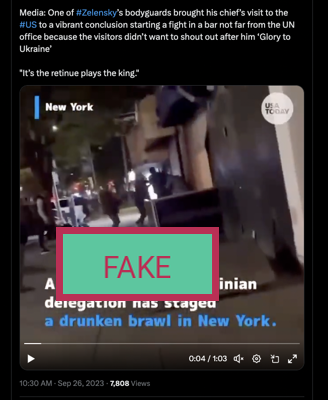 Media: One of #Zelensky's bodyguards brought his chief's visit to the
#US to a vibrant conclusion starting a fight in a bar not far from the UN
office because the visitors didn't want to shout out after him 'Glory to
Ukraine'
"It's the retinue plays the king."
New York
USA
TODAY
FAKE
A inian
delegation has staged
a drunken brawl in New York.
0:04 / 1:03
10:30 AM · Sep 26, 2023 · 7,808 Views